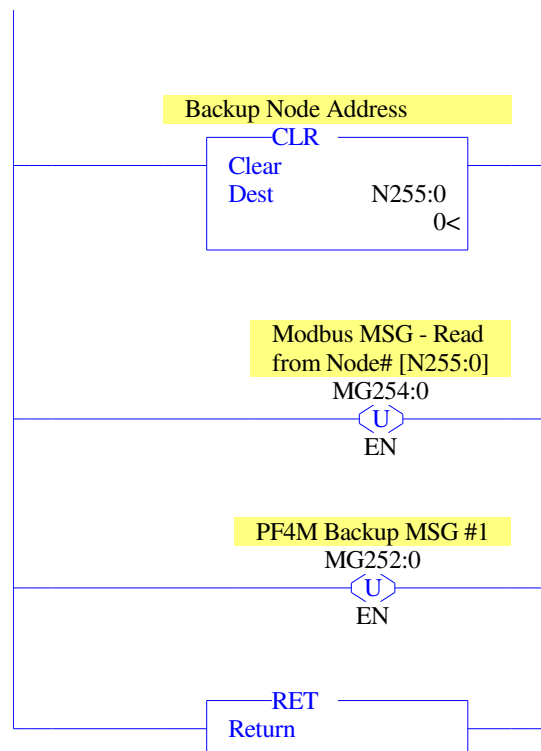 Backup Node Address
CLR
Clear
Dest N255:0
0<
Modbus MSG - Read
from Node# [N255:0]
MG254:0
U
EN
PF4M Backup MSG #1
MG252:0
U
EN
RET
Return